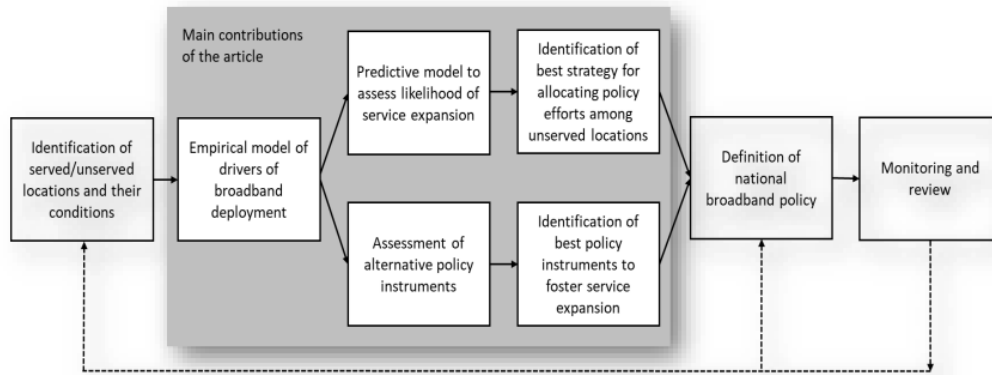 Main contributions
of the article
Identification of
served/unserved
locations and their
conditions
Empirical model of
drivers of
broadband
deployment
Predictive model to
assess likelihood of
service expansion
Identification of
best strategy for
allocating policy
efforts among
unserved locations
Assessment of
alternative policy
instruments
Identification of
best policy
instruments to
foster service
expansion
Definition of
national
broadband policy
Monitoring and
review